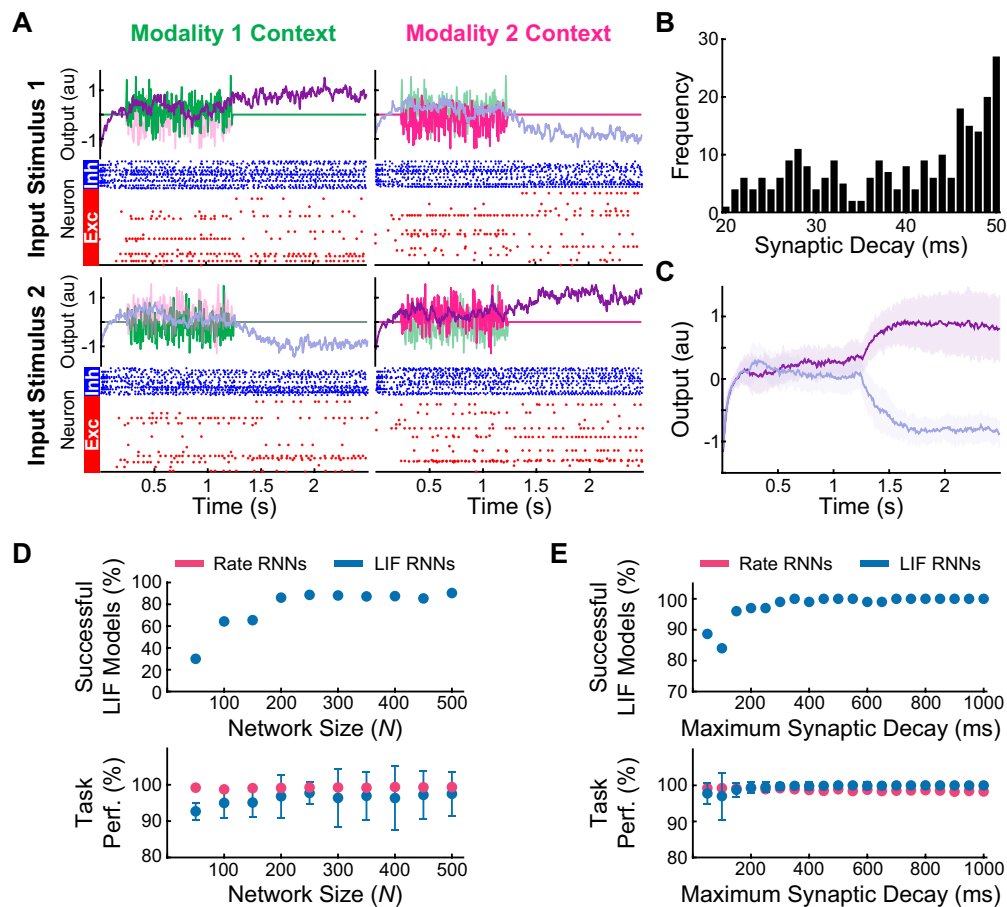 A
Modality 1 Context
Modality 2 Context
Input Stimulus 1
Output (au)
1
-1
Neuron
Inh
Exc
Input Stimulus 2
Output (au)
1
-1
Neuron
Inh
Exc
0.5 1 1.5 2
Time (s)
0.5 1 1.5 2
Time (s)
B
Frequency
30
20
10
0
20 30 40 50
Synaptic Decay (ms)
C
Output (au)
1
0
-1
0.5 1 1.5 2
Time (s)
D
Rate RNNs LIF RNNs
Successful
LIF Models (%)
100
80
60
40
20
0
100 200 300 400 500
Network Size (N)
Task
Perf. (%)
100
90
80
100 200 300 400 500
Network Size (N)
E
Rate RNNs LIF RNNs
Successful
LIF Models (%)
100
90
80
70
200 400 600 800 1000
Maximum Synaptic Decay (ms)
Task
Perf. (%)
100
90
80
200 400 600 800 1000
Maximum Synaptic Decay (ms)